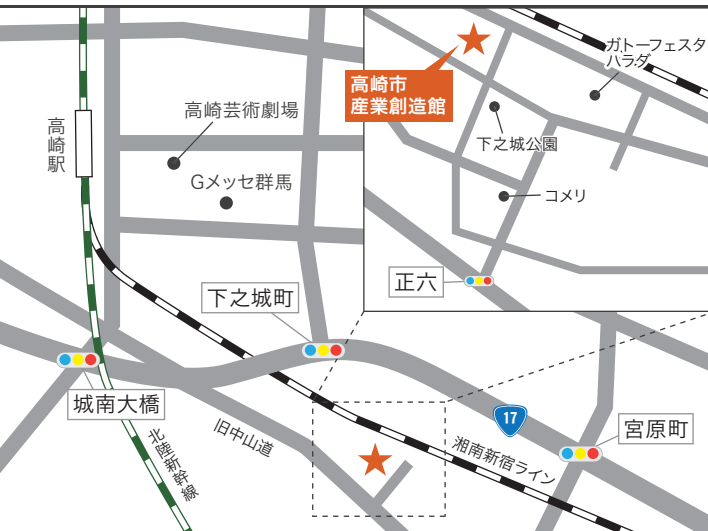 高崎駅
高崎芸術劇場
Gメッセ群馬
ガトーフェスタ
ハラダ
高崎市
産業創造館
下之城公園
コメリ
正六
下之城町
城南大橋
旧中山道
北陸新幹線
17
湘南新宿ライン
宮原町